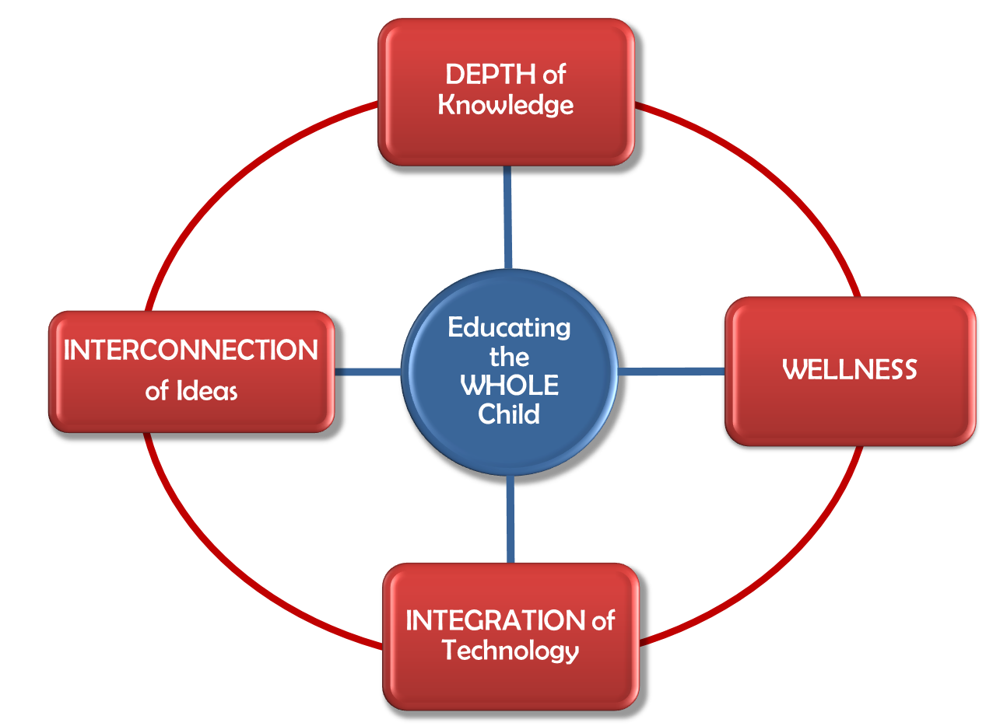 DEPTH of
Knowledge
INTERCONNECTION
of Ideas
Educating
the
WHOLE
Child
WELLNESS
INTEGRATION of
Technology